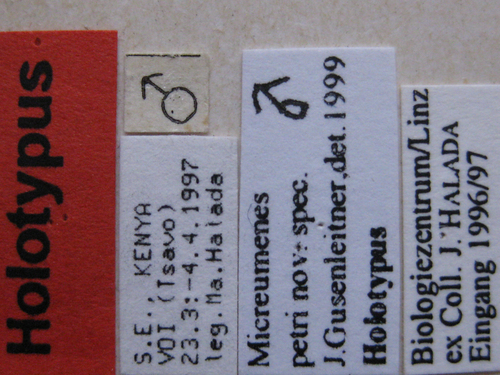 Holotypus
♂
S.E., KENYA
VOI (Tsavo)
23.3:-4.4.1997
leg.Ma.Halada
♂
Micreumenes
petri nov. spec.
J.Gusenleitner,det.1999
Holotypus
Biologiezentrum/Linz
ex Coll. J. HALADA
Eingang 1996/97